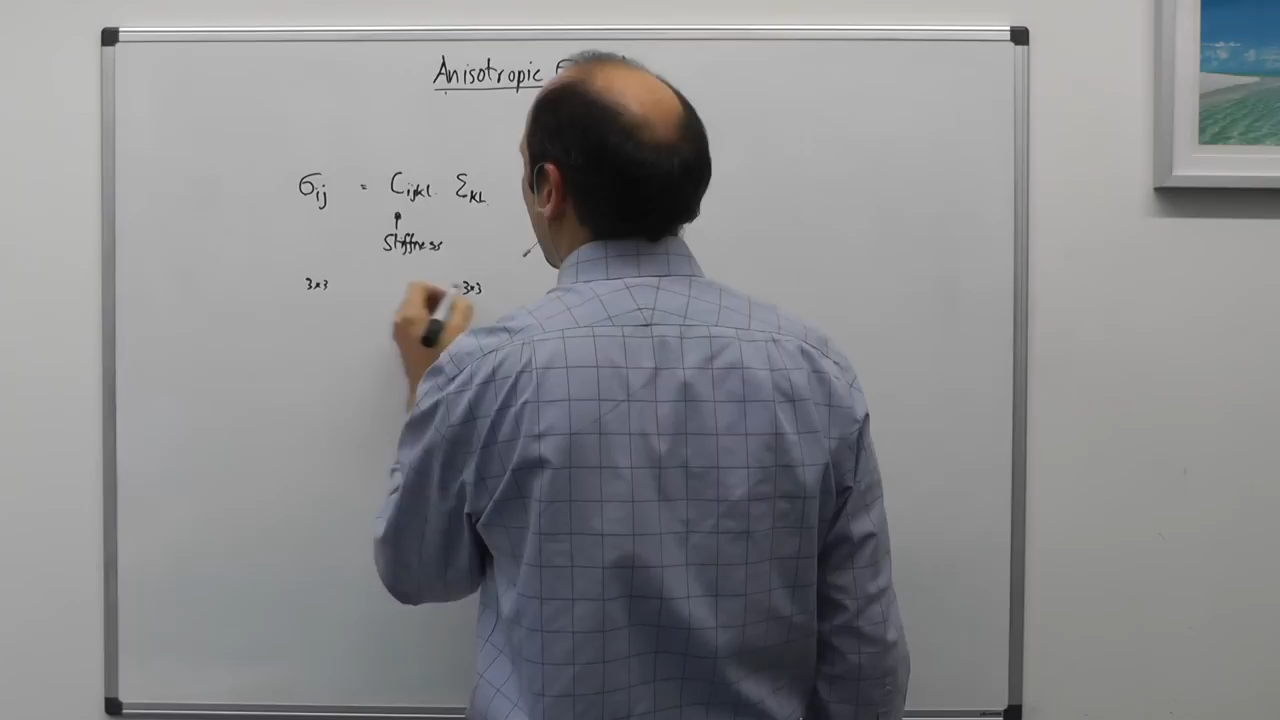 Anisotropic
σij = Cijkl εkl
Stiffness
3x3 3x3